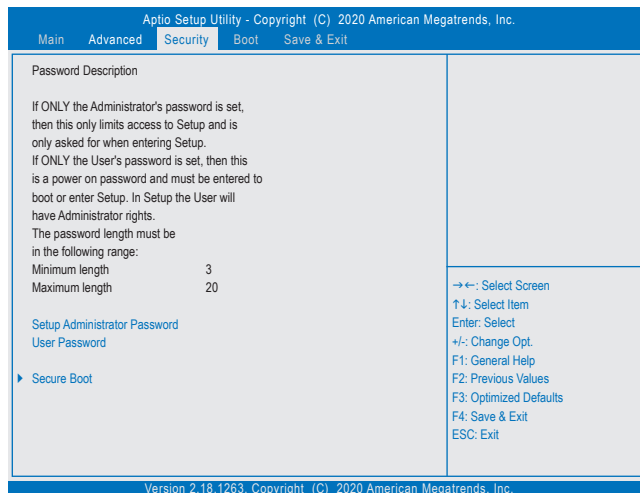 Aptio Setup Utility - Copyright (C) 2020 American Megatrends, Inc.
Main Advanced Security Boot Save & Exit
Password Description
If ONLY the Administrator's password is set,
then this only limits access to Setup and is
only asked for when entering Setup.
If ONLY the User's password is set, then this
is a power on password and must be entered to
boot or enter Setup. In Setup the User will
have Administrator rights.
The password length must be
in the following range:
Minimum length 3
Maximum length 20
Setup Administrator Password
User Password
Secure Boot
→←: Select Screen
↑↓: Select Item
Enter: Select
+/-: Change Opt.
F1: General Help
F2: Previous Values
F3: Optimized Defaults
F4: Save & Exit
ESC: Exit
Version 2.18.1263. Copyright (C) 2020 American Megatrends, Inc.